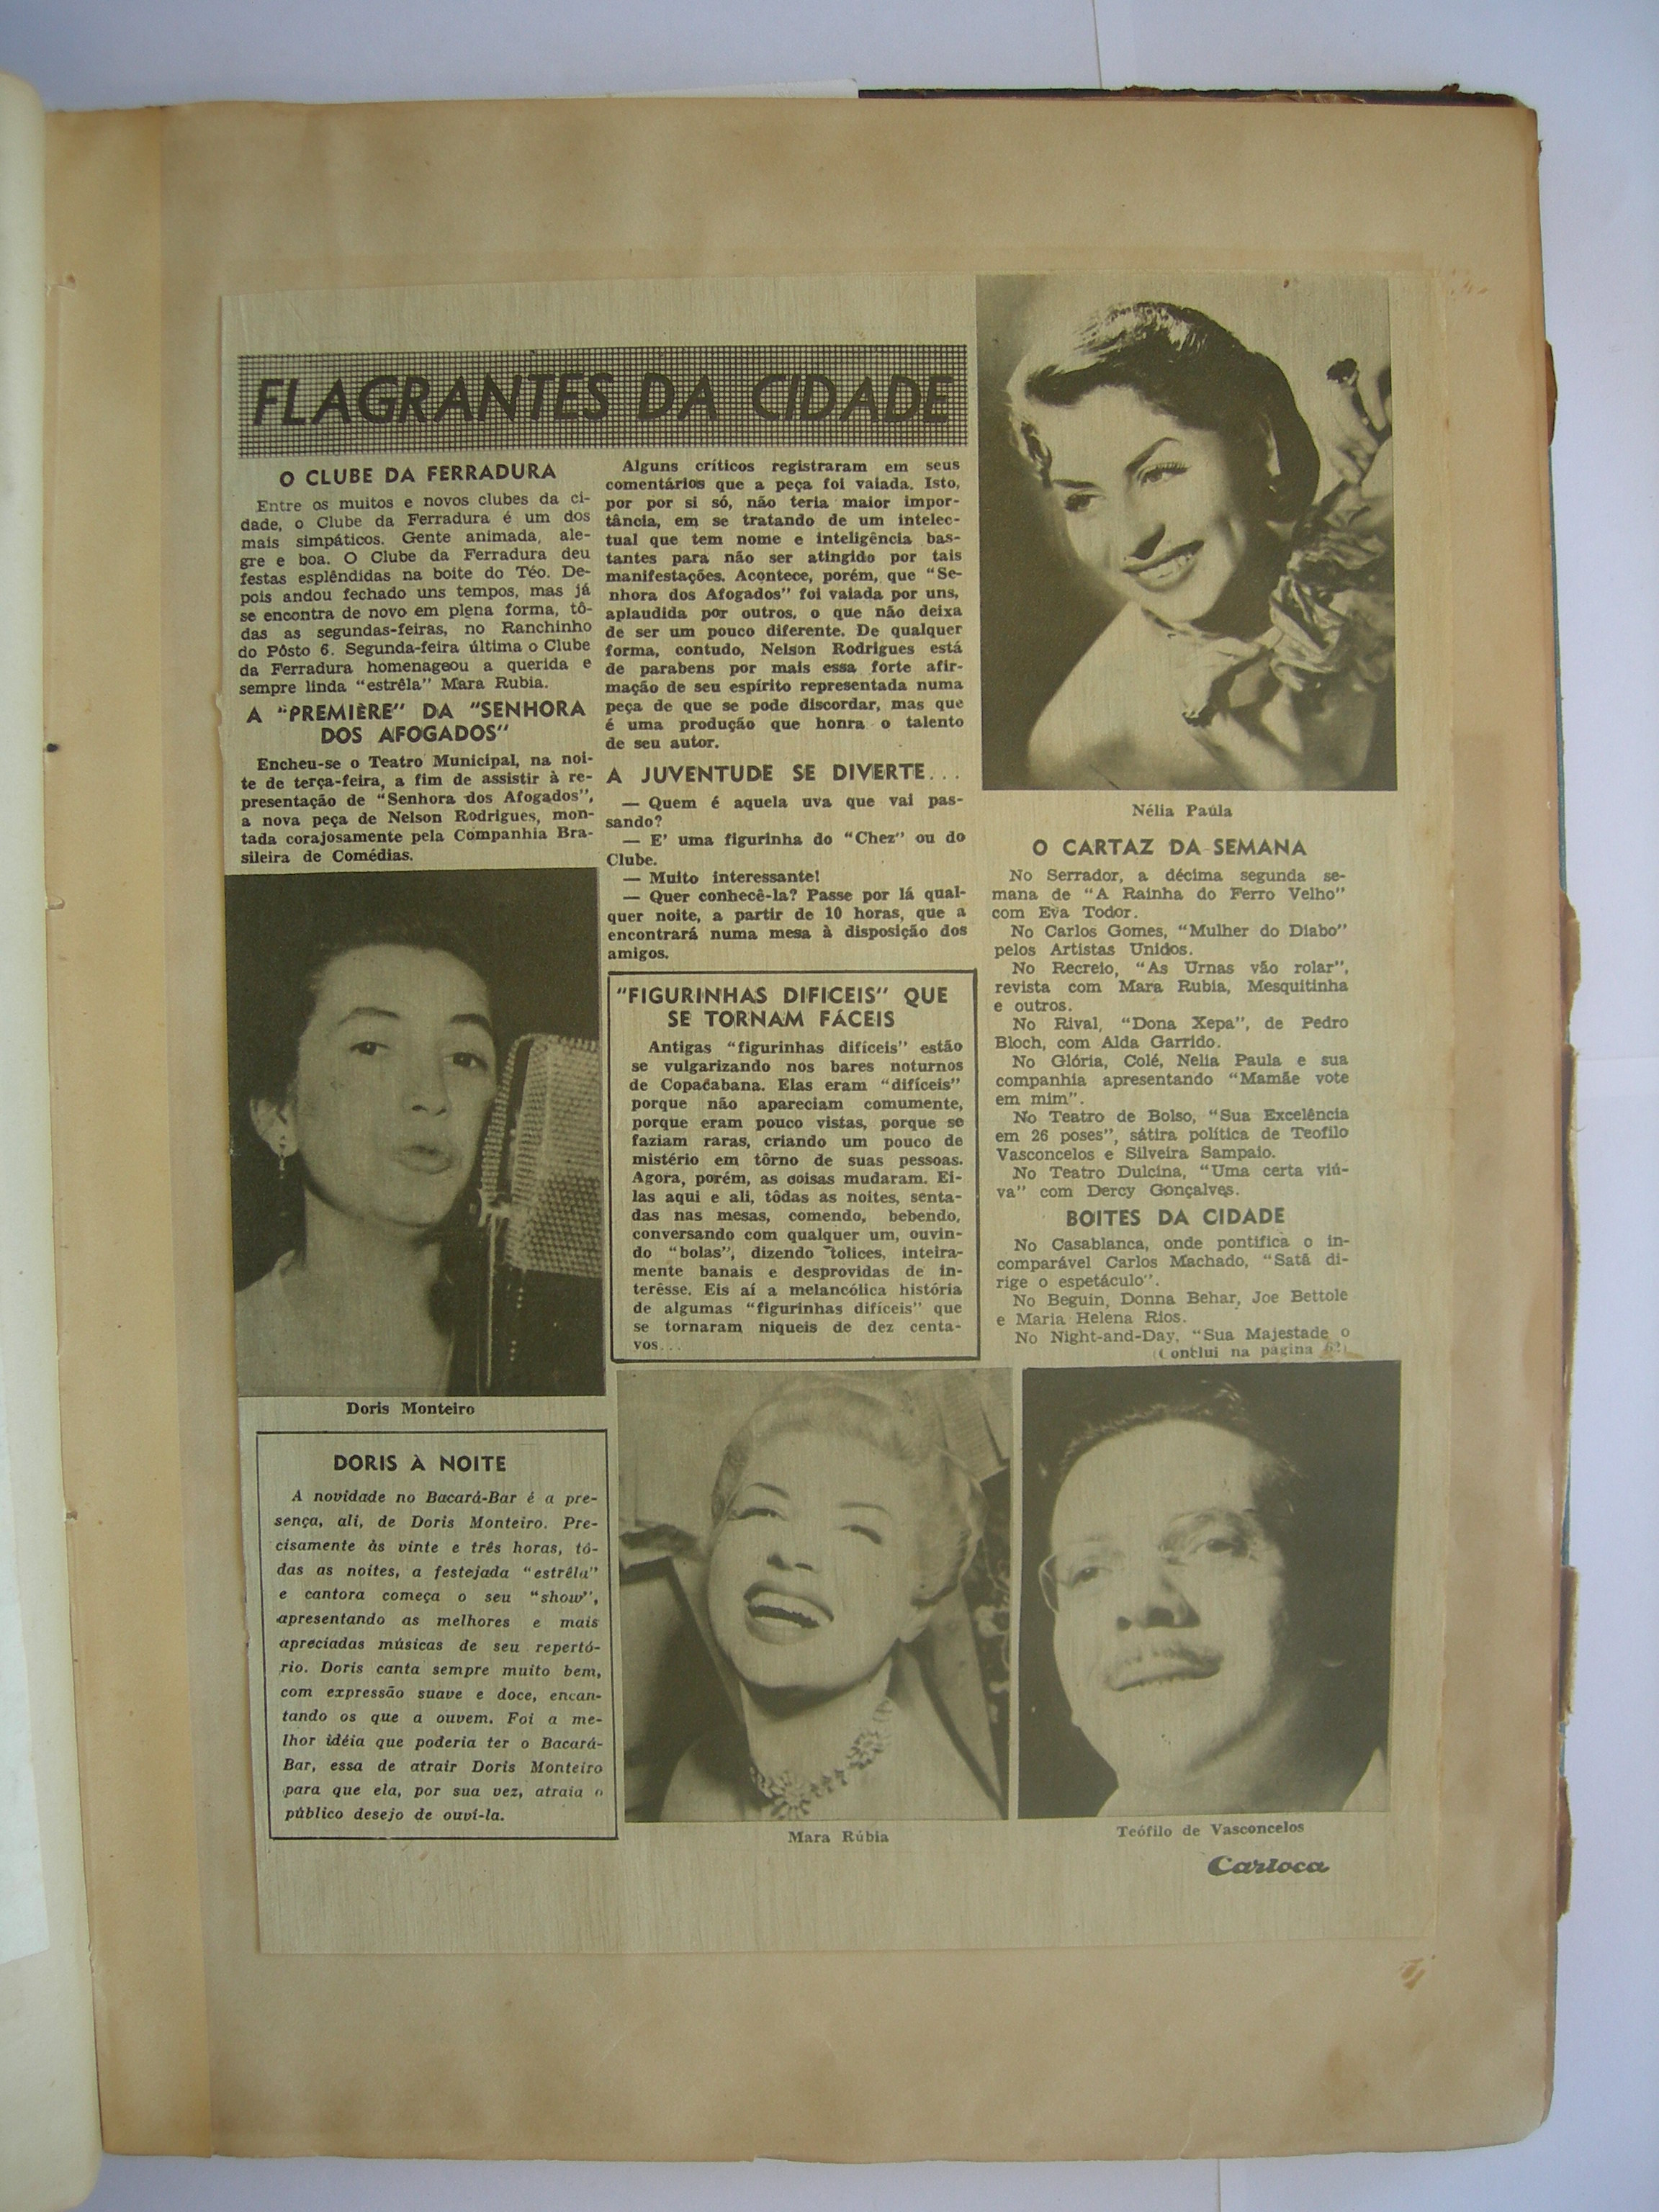 FLAGRANTES DA CIDADE
O CLUBE DA FERRADURA
Entre os muitos e novos clubes da ci-
dade, o Clube da Ferradura é um dos
mais simpáticos. Gente animada, ale-
gre e boa. O Clube da Ferradura deu
festas esplêndidas na boite do Téo. De-
pois andou fechado uns tempos, mas já
se encontra de novo em plena forma, tô-
das as segundas-feiras, no Ranchinho
do Pôsto 6. Segunda-feira última o Clube
da Ferradura homenageou a querida e
sempre linda "estrêla" Mara Rubia.
A "PREMIÈRE" DA "SENHORA
DOS AFOGADOS"
Encheu-se o Teatro Municipal, na noi-
te de terça-feira, a fim de assistir à re-
presentação de "Senhora dos Afogados",
a nova peça de Nelson Rodrigues, mon-
tada corajosamente pela Companhia Bra-
sileira de Comédias.
Doris Monteiro
DORIS À NOITE
A novidade no Bacará-Bar é a pre-
sença, ali, de Doris Monteiro. Pre-
cisamente às vinte e três horas, tô-
das as noites, a festejada "estrêla"
e cantora começa o seu "show",
apresentando as melhores e mais
apreciadas músicas de seu repertó-
rio. Doris canta sempre muito bem,
com expressão suave e doce, encan-
tando os que a ouvem. Foi a me-
lhor idéia que poderia ter o Bacará-
Bar, essa de atrair Doris Monteiro
para que ela, por sua vez, atraia o
público desejo de ouvi-la.
Alguns críticos registraram em seus
comentários que a peça foi vaiada. Isto,
por por si só, não teria maior impor-
tância, em se tratando de um intelec-
tual que tem nome e inteligência bas-
tantes para não ser atingido por tais
manifestações. Acontece, porém, que "Se-
nhora dos Afogados" foi vaiada por uns,
aplaudida por outros, o que não deixa
de ser um pouco diferente. De qualquer
forma, contudo, Nelson Rodrigues está
de parabens por mais essa forte afir-
mação de seu espírito representada numa
peça de que se pode discordar, mas que
é uma produção que honra o talento
de seu autor.
A JUVENTUDE SE DIVERTE...
— Quem é aquela uva que vai pas-
sando?
— E' uma figurinha do "Chez" ou do
Clube.
— Muito interessante!
— Quer conhecê-la? Passe por lá qual-
quer noite, a partir de 10 horas, que a
encontrará numa mesa à disposição dos
amigos.
"FIGURINHAS DIFICEIS" QUE
SE TORNAM FÁCEIS
Antigas "figurinhas difíceis" estão
se vulgarizando nos bares noturnos
de Copacabana. Elas eram "difíceis"
porque não apareciam comumente,
porque eram pouco vistas, porque se
faziam raras, criando um pouco de
mistério em tôrno de suas pessoas.
Agora, porém, as coisas mudaram. Ei-
las aqui e ali, tôdas as noites, senta-
das nas mesas, comendo, bebendo,
conversando com qualquer um, ouvin-
do "bolas", dizendo tolices, inteira-
mente banais e desprovidas de in-
terêsse. Eis aí a melancólica história
de algumas "figurinhas difíceis" que
se tornaram niqueis de dez centa-
vos...
Mara Rúbia
Nélia Paúla
O CARTAZ DA SEMANA
No Serrador, a décima segunda se-
mana de "A Rainha do Ferro Velho"
com Eva Todor.
No Carlos Gomes, "Mulher do Diabo"
pelos Artistas Unidos.
No Recreio, "As Urnas vão rolar",
revista com Mara Rubia, Mesquitinha
e outros.
No Rival, "Dona Xepa", de Pedro
Bloch, com Alda Garrido.
No Glória, Colé, Nelia Paula e sua
companhia apresentando "Mamãe vote
em mim".
No Teatro de Bolso, "Sua Excelência
em 26 poses", sátira política de Teofilo
Vasconcelos e Silveira Sampaio.
No Teatro Dulcina, "Uma certa viú-
va" com Dercy Gonçalves.
BOITES DA CIDADE
No Casablanca, onde pontifica o in-
comparável Carlos Machado, "Satã di-
rige o espetáculo".
No Beguin, Donna Behar, Joe Bettole
e Maria Helena Rios.
No Night-and-Day, "Sua Majestade o
(Conclui na página 62)
Teófilo de Vasconcelos
Carioca